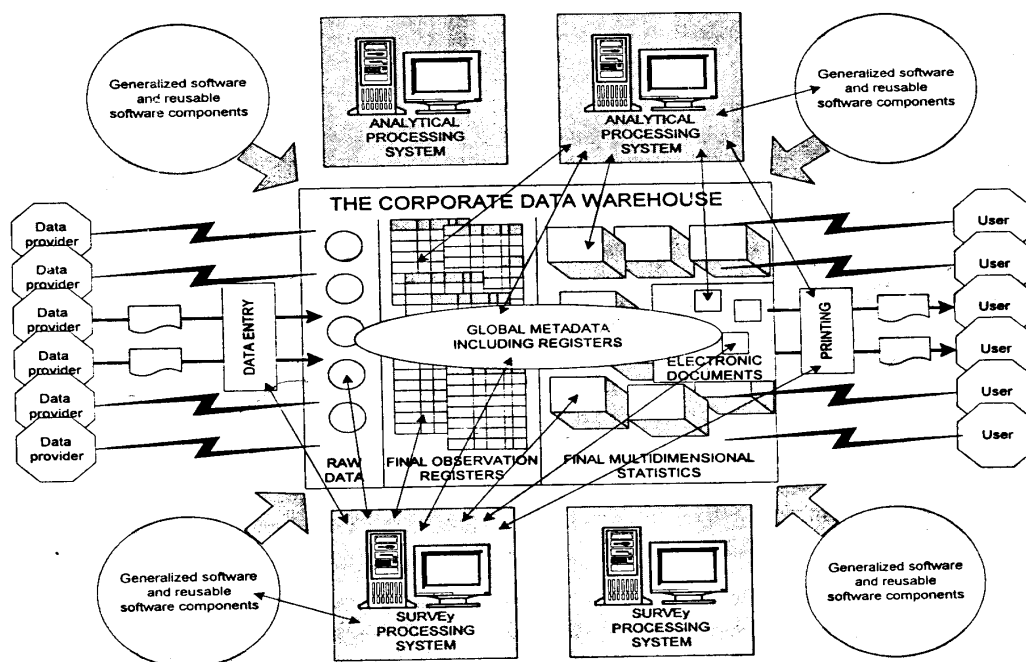 Generalized software
and reusable
software components
ANALYTICAL
PROCESSING
SYSTEM
ANALYTICAL
PROCESSING
SYSTEM
Generalized software
and reusable
software components
THE CORPORATE DATA WAREHOUSE
Data
provider
Data
provider
Data
provider
Data
provider
Data
provider
Data
provider
DATA ENTRY
GLOBAL METADATA
INCLUDING REGISTERS
ELECTRONIC
DOCUMENTS
PRINTING
User
User
User
User
User
User
RAW
DATA
FINAL OBSERVATION
REGISTERS
FINAL MULTIDIMENSIONAL
STATISTICS
Generalized software
and reusable
software components
SURVEy
PROCESSING
SYSTEM
SURVEy
PROCESSING
SYSTEM
Generalized software
and reusable
software components